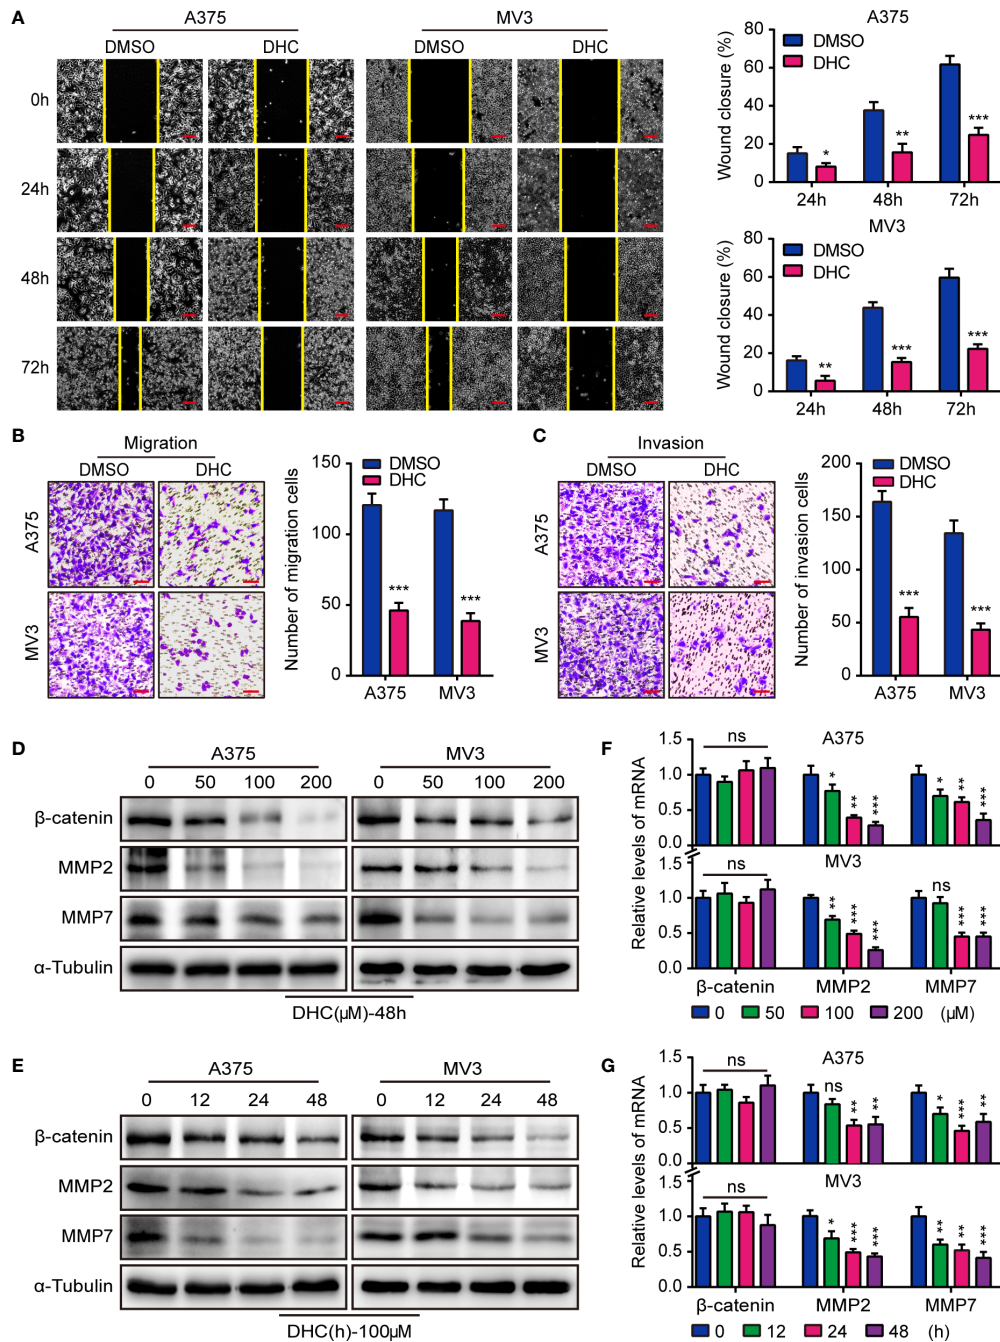 A
A375
MV3
DMSO
DHC
DMSO
DHC
0h
24h
48h
72h
A375
Wound closure (%)
80
60
40
20
0
DMSO
DHC
*
**
***
24h
48h
72h
MV3
Wound closure (%)
80
60
40
20
0
DMSO
DHC
**
***
***
24h
48h
72h
B
Migration
DMSO
DHC
A375
MV3
Number of migration cells
150
100
50
0
DMSO
DHC
***
***
A375
MV3
C
Invasion
DMSO
DHC
A375
MV3
Number of invasion cells
200
150
100
50
0
DMSO
DHC
***
***
A375
MV3
D
A375
MV3
0 50 100 200
0 50 100 200
β-catenin
MMP2
MMP7
α-Tubulin
DHC(μM)-48h
E
A375
MV3
0 12 24 48
0 12 24 48
β-catenin
MMP2
MMP7
α-Tubulin
DHC(h)-100μM
F
A375
Relative levels of mRNA
1.5
1.0
0.5
0.0
ns
* ** ***
* ** ***
MV3
1.5
1.0
0.5
0.0
ns
** *** ***
ns *** ***
β-catenin
MMP2
MMP7
0 50 100 200 (μM)
G
A375
Relative levels of mRNA
1.5
1.0
0.5
0.0
ns
ns ** **
* *** **
MV3
1.5
1.0
0.5
0.0
ns
* *** ***
** ** ***
β-catenin
MMP2
MMP7
0 12 24 48 (h)